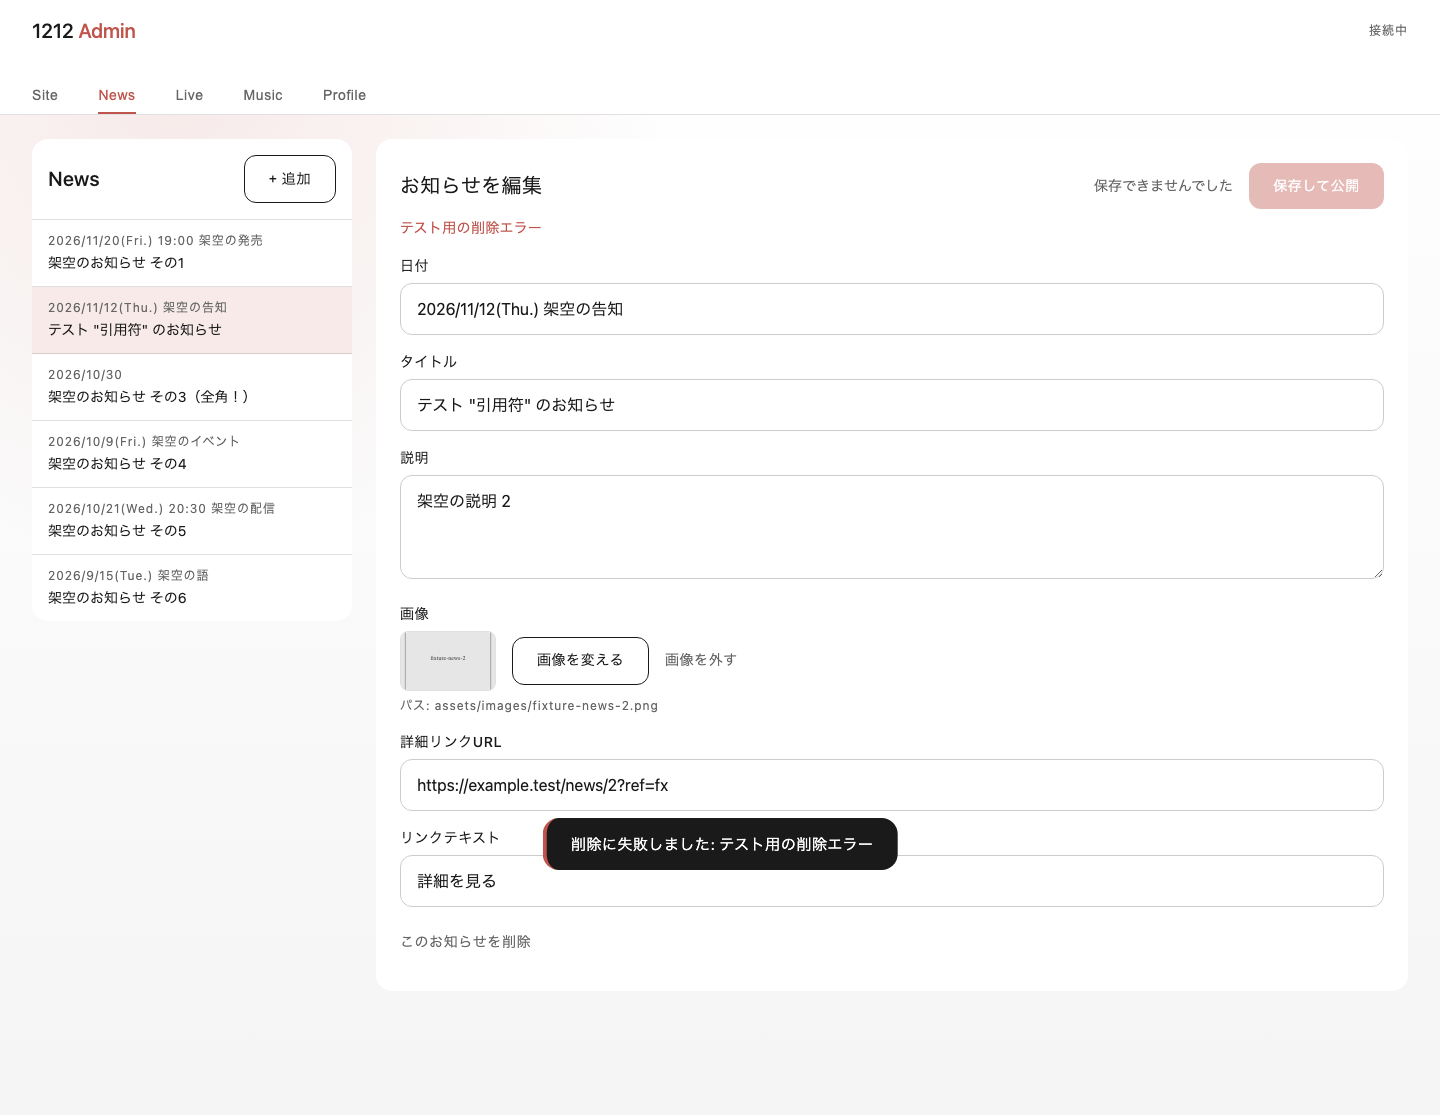 1212 Admin
接続中
Site News Live Music Profile
News
+ 追加
2026/11/20(Fri.) 19:00 架空の発売
架空のお知らせ その1
2026/11/12(Thu.) 架空の告知
テスト "引用符" のお知らせ
2026/10/30
架空のお知らせ その3（全角！）
2026/10/9(Fri.) 架空のイベント
架空のお知らせ その4
2026/10/21(Wed.) 20:30 架空の配信
架空のお知らせ その5
2026/9/15(Tue.) 架空の語
架空のお知らせ その6
お知らせを編集
保存できませんでした
保存して公開
テスト用の削除エラー
日付
2026/11/12(Thu.) 架空の告知
タイトル
テスト "引用符" のお知らせ
説明
架空の説明 2
画像
fixture-news-2
画像を変える
画像を外す
パス: assets/images/fixture-news-2.png
詳細リンクURL
https://example.test/news/2?ref=fx
リンクテキスト
削除に失敗しました: テスト用の削除エラー
詳細を見る
このお知らせを削除